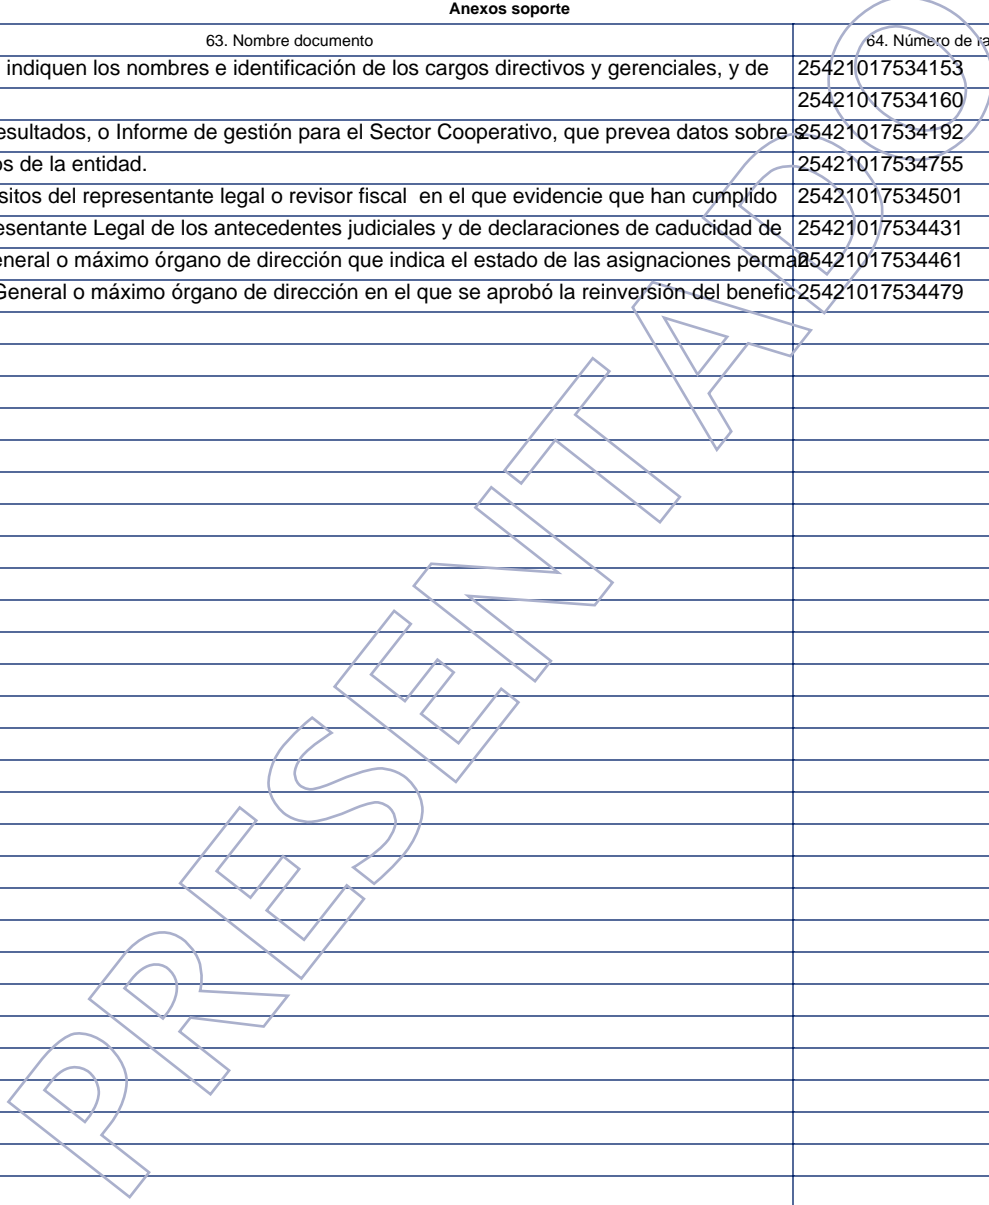 Anexos soporte
63. Nombre documento 64. Número de ra
indiquen los nombres e identificación de los cargos directivos y gerenciales, y de 25421017534153
25421017534160
esultados, o Informe de gestión para el Sector Cooperativo, que prevea datos sobre s 25421017534192
os de la entidad. 25421017534755
sitos del representante legal o revisor fiscal en el que evidencie que han cumplido 25421017534501
esentante Legal de los antecedentes judiciales y de declaraciones de caducidad de 25421017534431
eneral o máximo órgano de dirección que indica el estado de las asignaciones perman 25421017534461
General o máximo órgano de dirección en el que se aprobó la reinversión del benefic 25421017534479
PRESENTADO